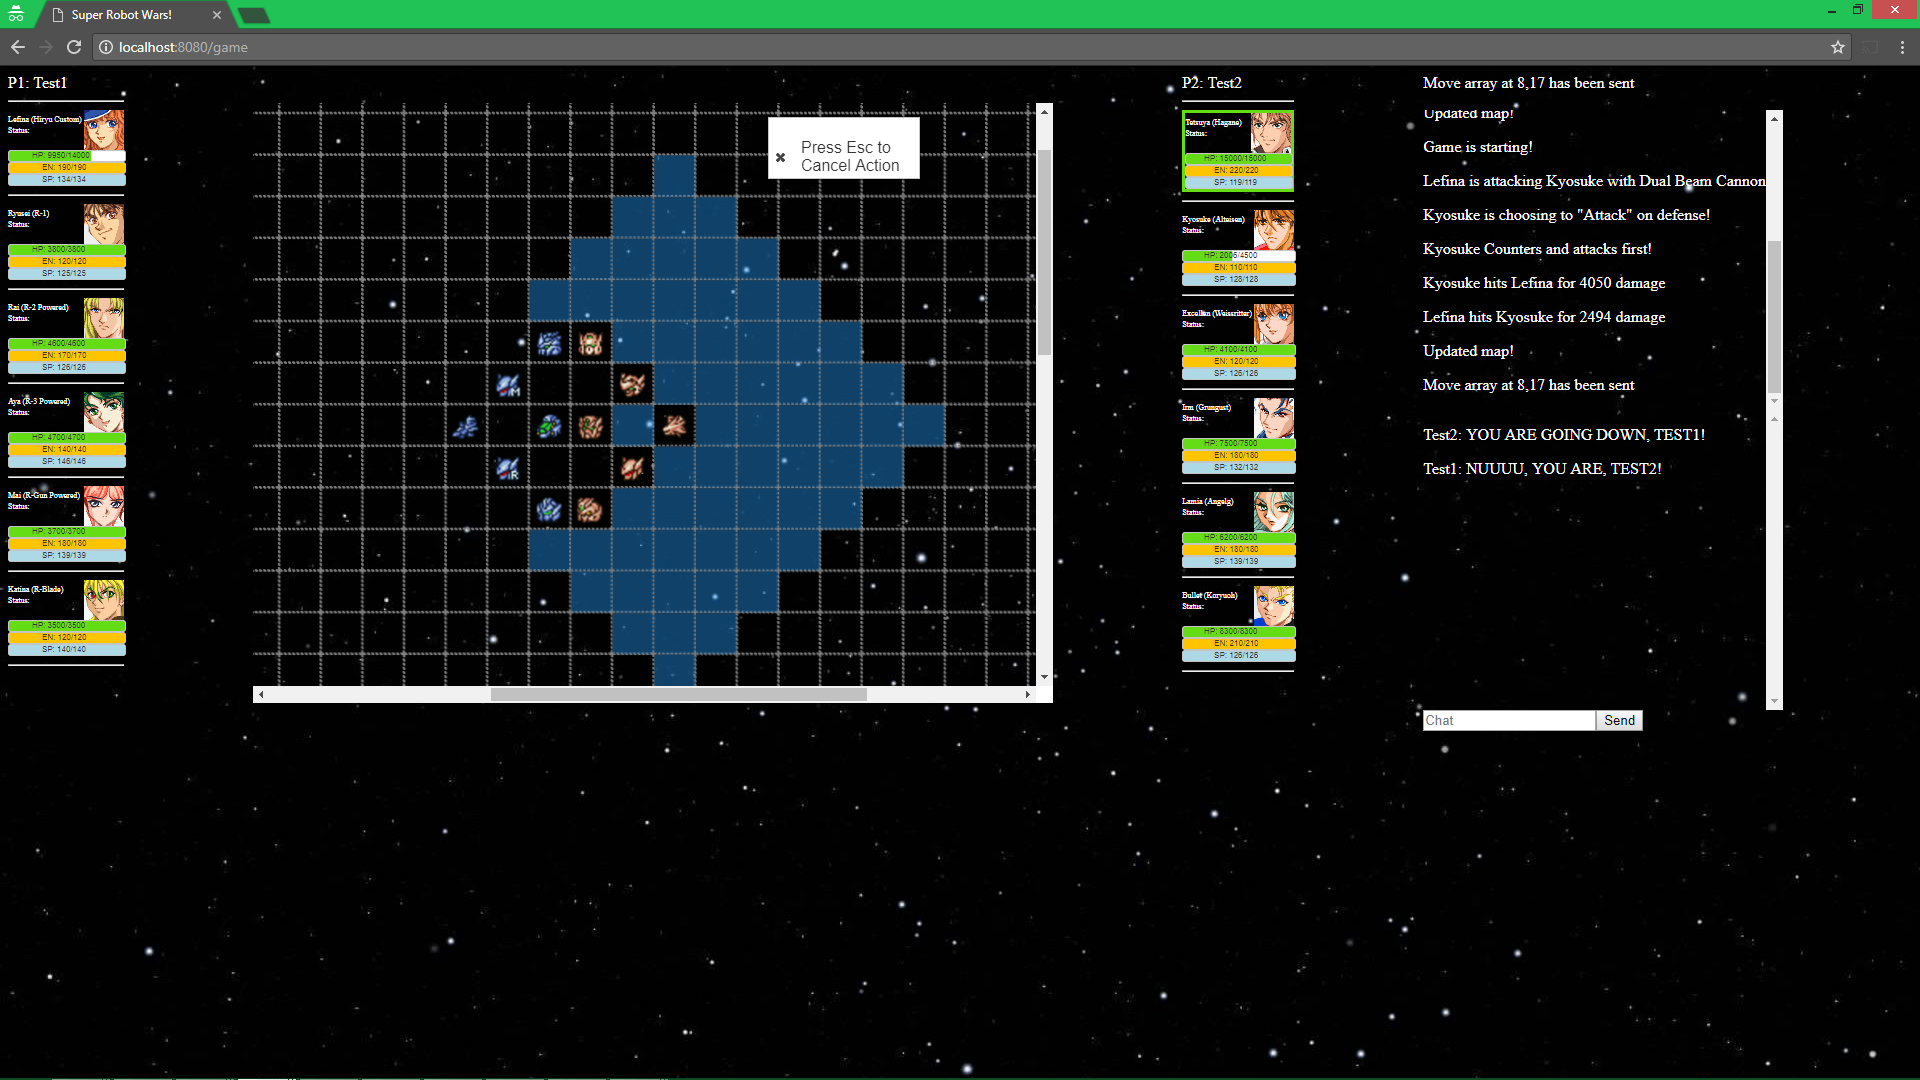 Super Robot Wars!
localhost:8080/game
P1: Test1
Lefina (Hiryu Custom)
Status:
HP: 9950/14000
EN: 190/190
SP: 134/134
Ryusei (R-1)
Status:
HP: 3800/3800
EN: 120/120
SP: 125/125
Rai (R-2 Powered)
Status:
HP: 4600/4600
EN: 170/170
SP: 126/126
Aya (R-3 Powered)
Status:
HP: 4700/4700
EN: 140/140
SP: 146/146
Mai (R-Gun Powered)
Status:
HP: 3700/3700
EN: 180/180
SP: 139/139
Katina (R-Blade)
Status:
HP: 3500/3500
EN: 120/120
SP: 140/140
Press Esc to
Cancel Action
P2: Test2
Tetsuya (Hagane)
Status:
HP: 15000/15000
EN: 220/220
SP: 119/119
Kyosuke (Alteisen)
Status:
HP: 2006/4500
EN: 110/110
SP: 128/128
Excellen (Weissritter)
Status:
HP: 4100/4100
EN: 120/120
SP: 126/126
Irm (Grungust)
Status:
HP: 7500/7500
EN: 180/180
SP: 132/132
Lamia (Angelg)
Status:
HP: 6200/6200
EN: 180/180
SP: 139/139
Bullet (Koryuoh)
Status:
HP: 8300/8300
EN: 210/210
SP: 126/126
Move array at 8,17 has been sent
Updated map!
Game is starting!
Lefina is attacking Kyosuke with Dual Beam Cannon
Kyosuke is choosing to "Attack" on defense!
Kyosuke Counters and attacks first!
Kyosuke hits Lefina for 4050 damage
Lefina hits Kyosuke for 2494 damage
Updated map!
Move array at 8,17 has been sent
Test2: YOU ARE GOING DOWN, TEST1!
Test1: NUUUU, YOU ARE, TEST2!
Chat
Send